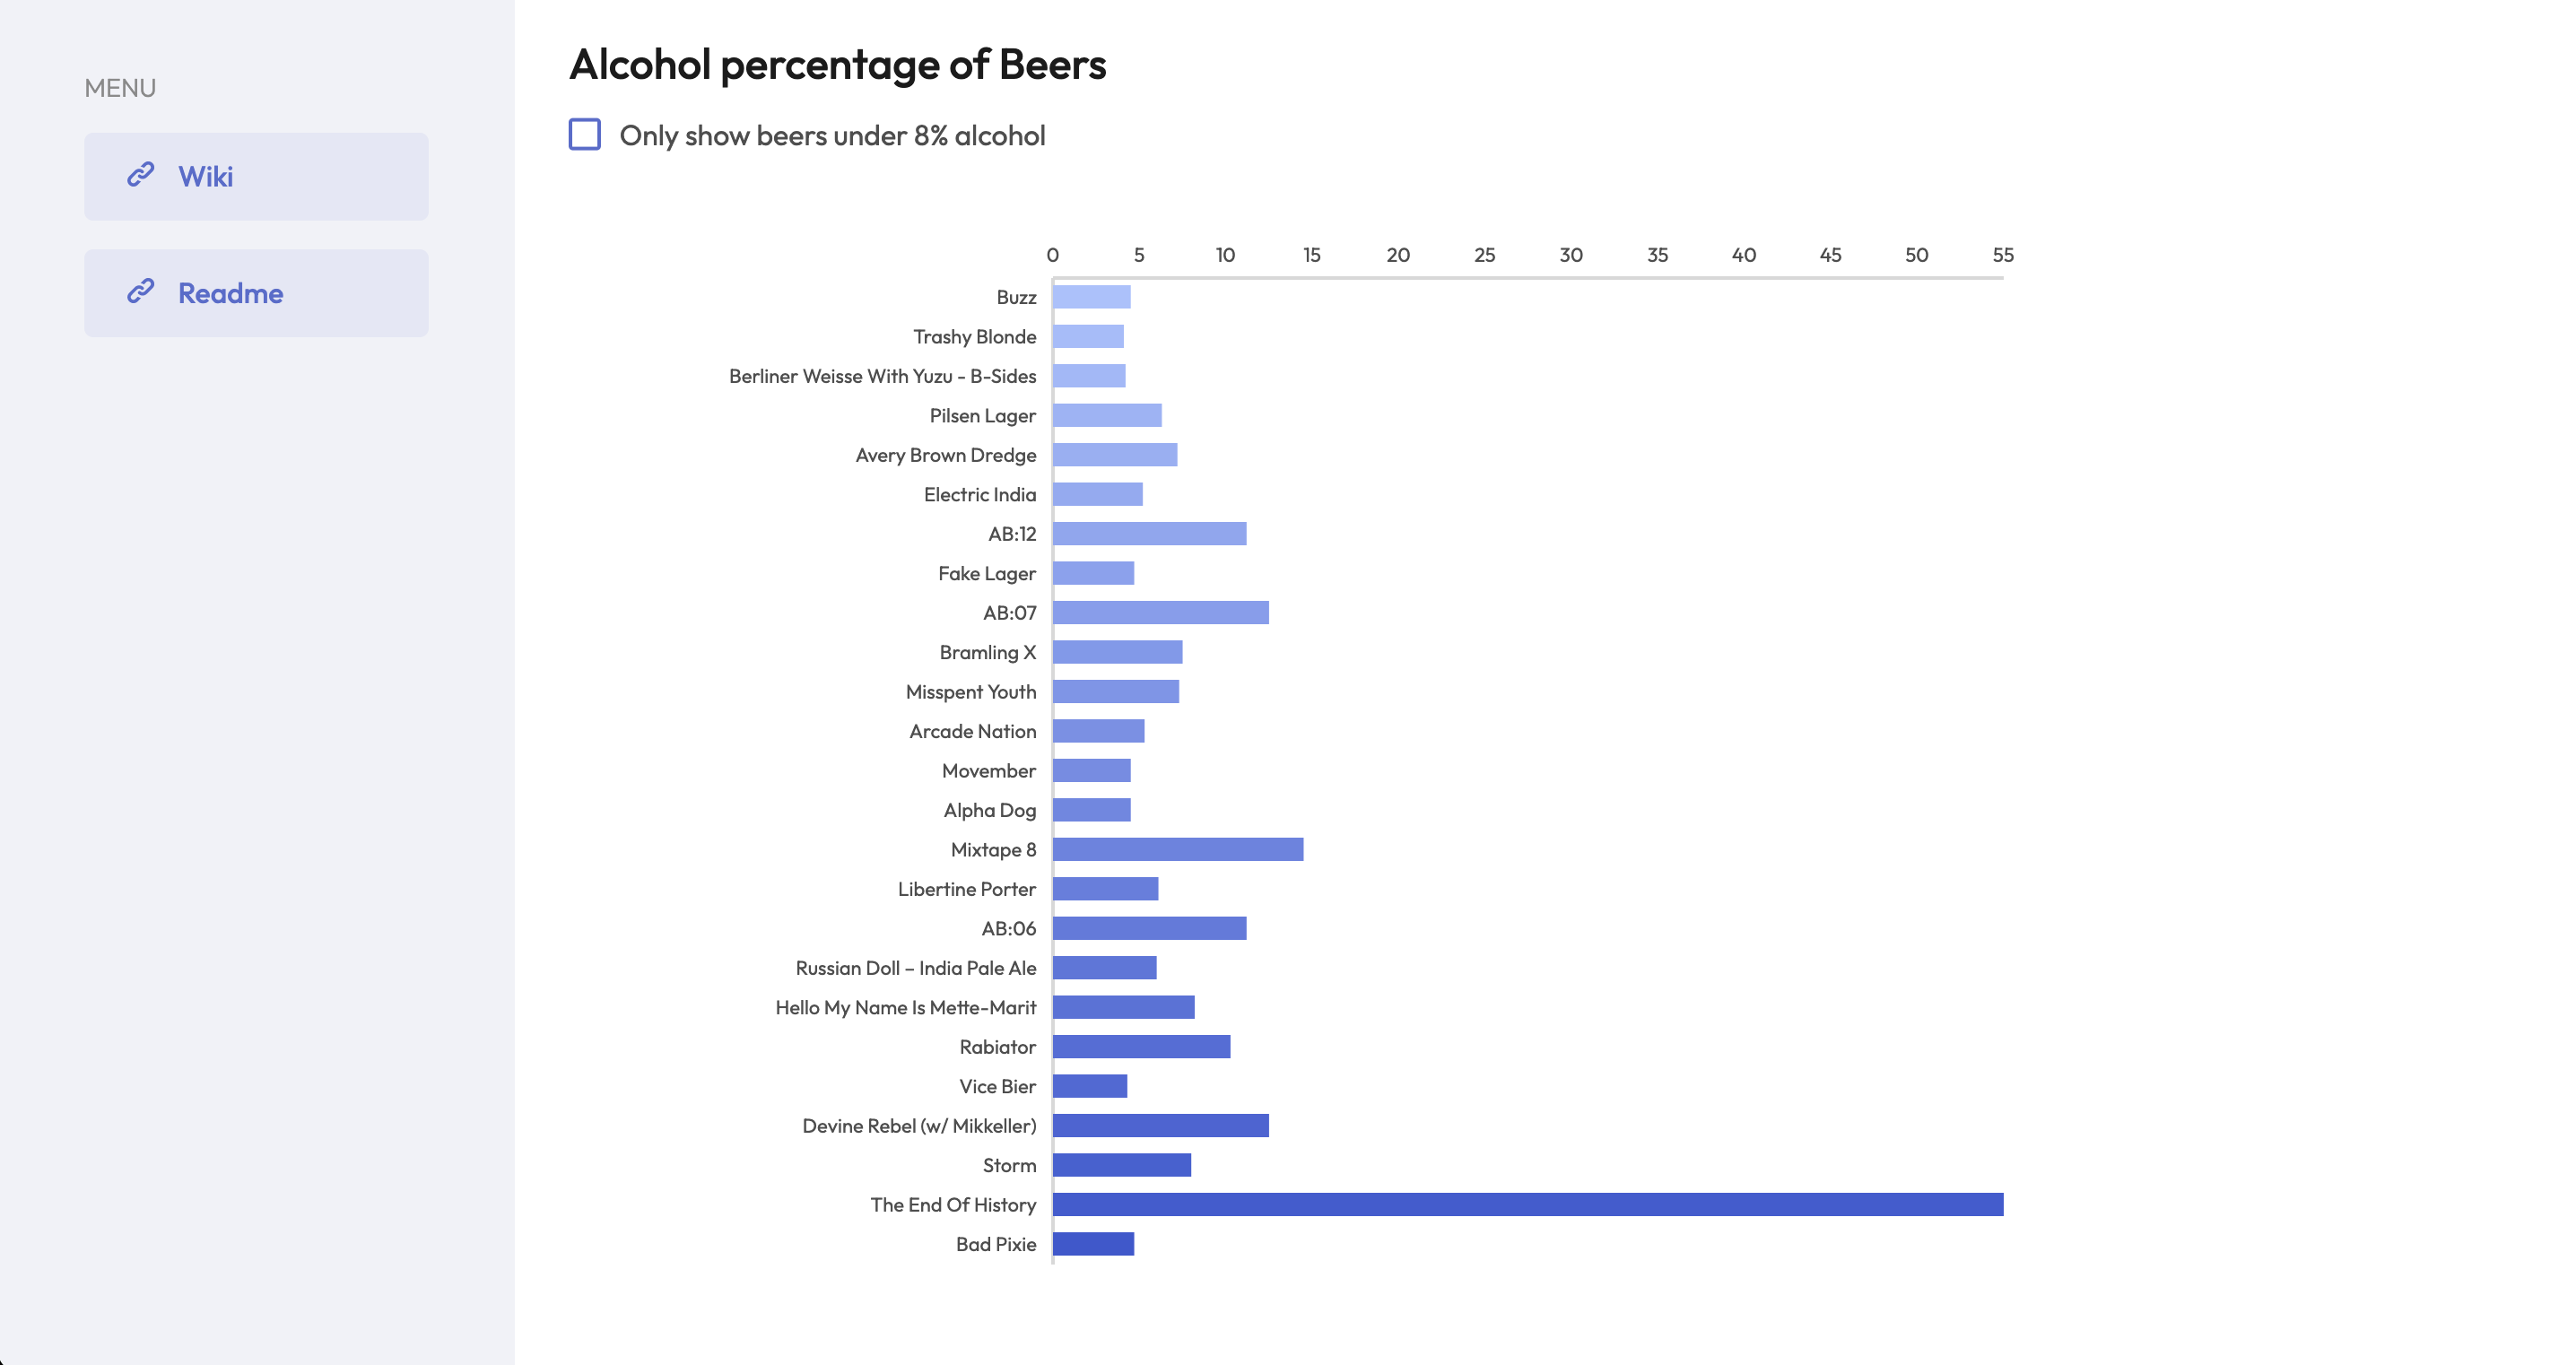 MENU
Wiki
Readme
Alcohol percentage of Beers
Only show beers under 8% alcohol
0 5 10 15 20 25 30 35 40 45 50 55
Buzz
Trashy Blonde
Berliner Weisse With Yuzu - B-Sides
Pilsen Lager
Avery Brown Dredge
Electric India
AB:12
Fake Lager
AB:07
Bramling X
Misspent Youth
Arcade Nation
Movember
Alpha Dog
Mixtape 8
Libertine Porter
AB:06
Russian Doll – India Pale Ale
Hello My Name Is Mette-Marit
Rabiator
Vice Bier
Devine Rebel (w/ Mikkeller)
Storm
The End Of History
Bad Pixie